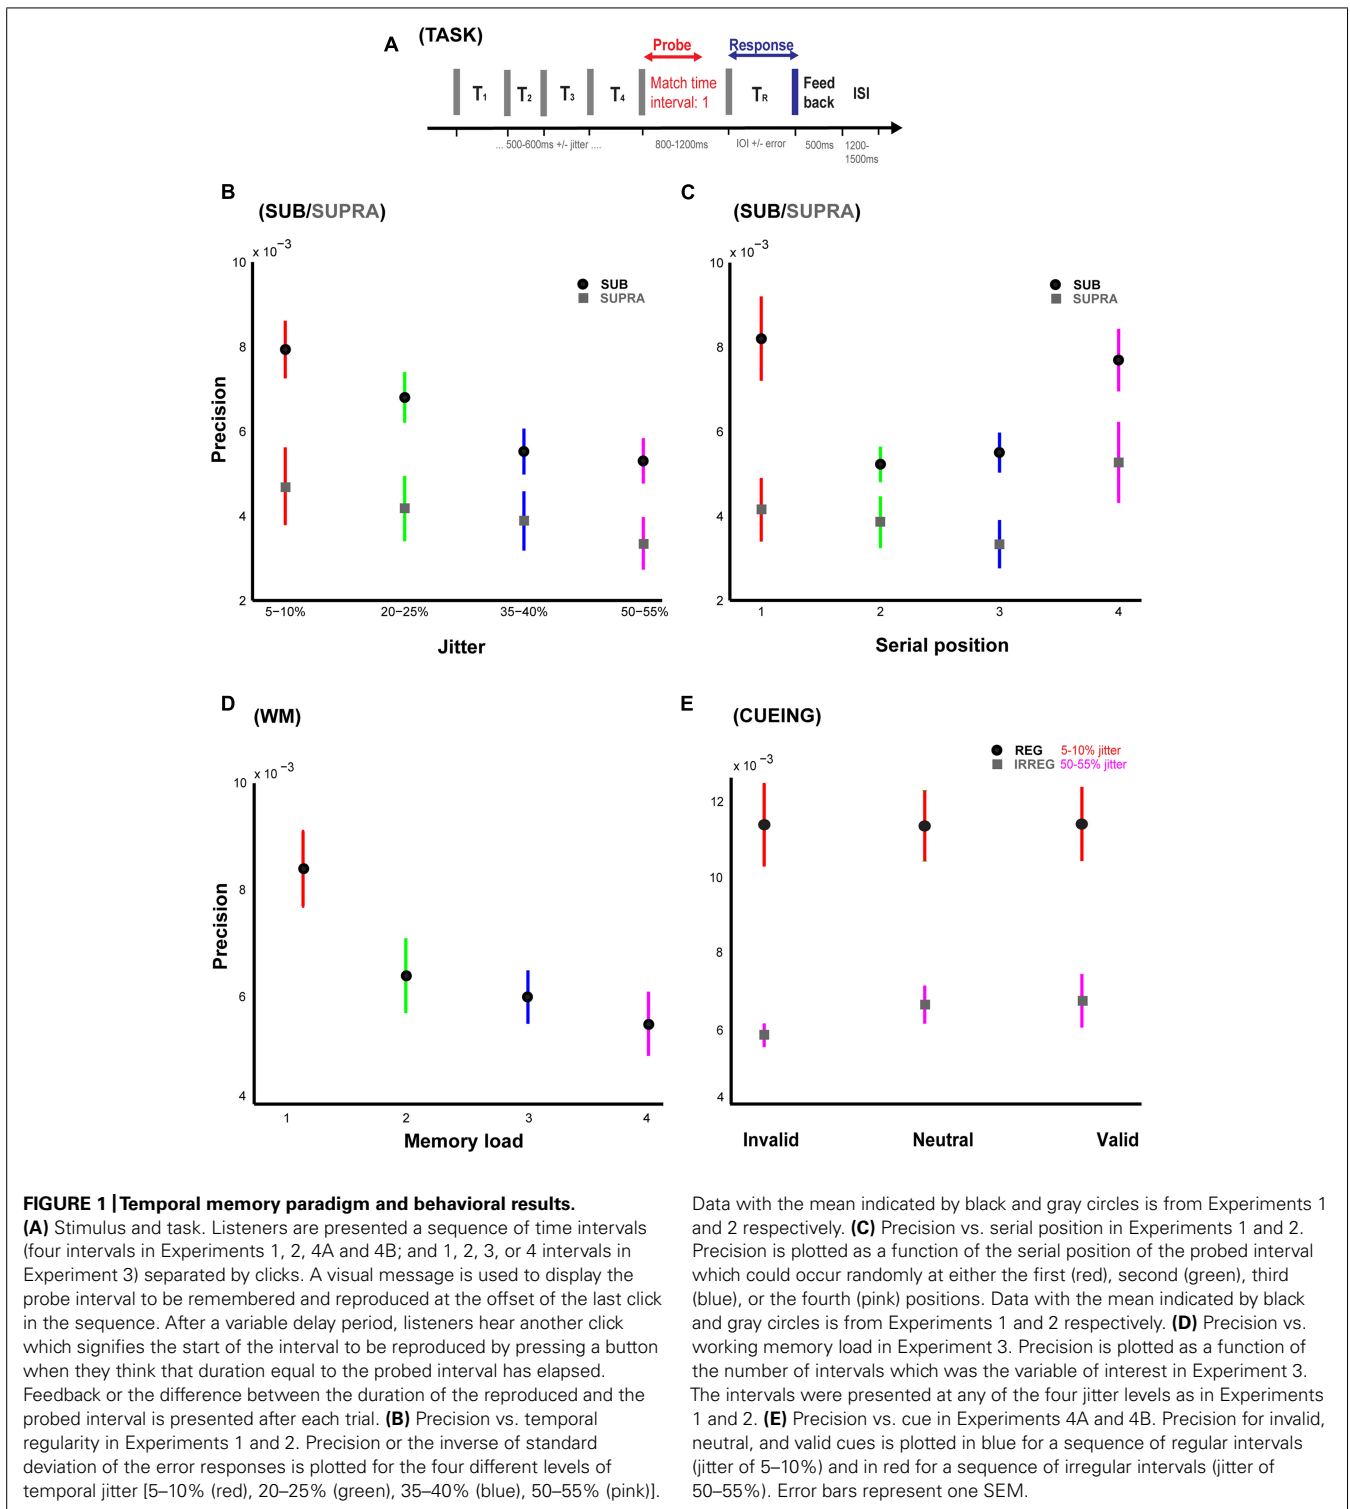 A (TASK)
Probe Response
T1 T2 T3 T4 Match time interval: 1 TR Feed back ISI
... 500-600ms +/- jitter .... 800-1200ms IOI +/- error 500ms 1200-1500ms
B (SUB/SUPRA)
x 10 −3
10
8
6
4
2
SUB
SUPRA
Precision
5−10% 20−25% 35−40% 50−55%
Jitter
C (SUB/SUPRA)
x 10 −3
10
8
6
4
2
SUB
SUPRA
1 2 3 4
Serial position
D (WM)
x 10 −3
10
8
6
4
Precision
1 2 3 4
Memory load
E (CUEING)
REG 5-10% jitter
IRREG 50-55% jitter
x 10 −3
12
10
8
6
4
Invalid Neutral Valid
FIGURE 1 | Temporal memory paradigm and behavioral results.
(A) Stimulus and task. Listeners are presented a sequence of time intervals
(four intervals in Experiments 1, 2, 4A and 4B; and 1, 2, 3, or 4 intervals in
Experiment 3) separated by clicks. A visual message is used to display the
probe interval to be remembered and reproduced at the offset of the last click
in the sequence. After a variable delay period, listeners hear another click
which signifies the start of the interval to be reproduced by pressing a button
when they think that duration equal to the probed interval has elapsed.
Feedback or the difference between the duration of the reproduced and the
probed interval is presented after each trial. (B) Precision vs. temporal
regularity in Experiments 1 and 2. Precision or the inverse of standard
deviation of the error responses is plotted for the four different levels of
temporal jitter [5–10% (red), 20–25% (green), 35–40% (blue), 50–55% (pink)].
Data with the mean indicated by black and gray circles is from Experiments 1
and 2 respectively. (C) Precision vs. serial position in Experiments 1 and 2.
Precision is plotted as a function of the serial position of the probed interval
which could occur randomly at either the first (red), second (green), third
(blue), or the fourth (pink) positions. Data with the mean indicated by black
and gray circles is from Experiments 1 and 2 respectively. (D) Precision vs.
working memory load in Experiment 3. Precision is plotted as a function of
the number of intervals which was the variable of interest in Experiment 3.
The intervals were presented at any of the four jitter levels as in Experiments
1 and 2. (E) Precision vs. cue in Experiments 4A and 4B. Precision for invalid,
neutral, and valid cues is plotted in blue for a sequence of regular intervals
(jitter of 5–10%) and in red for a sequence of irregular intervals (jitter of
50–55%). Error bars represent one SEM.